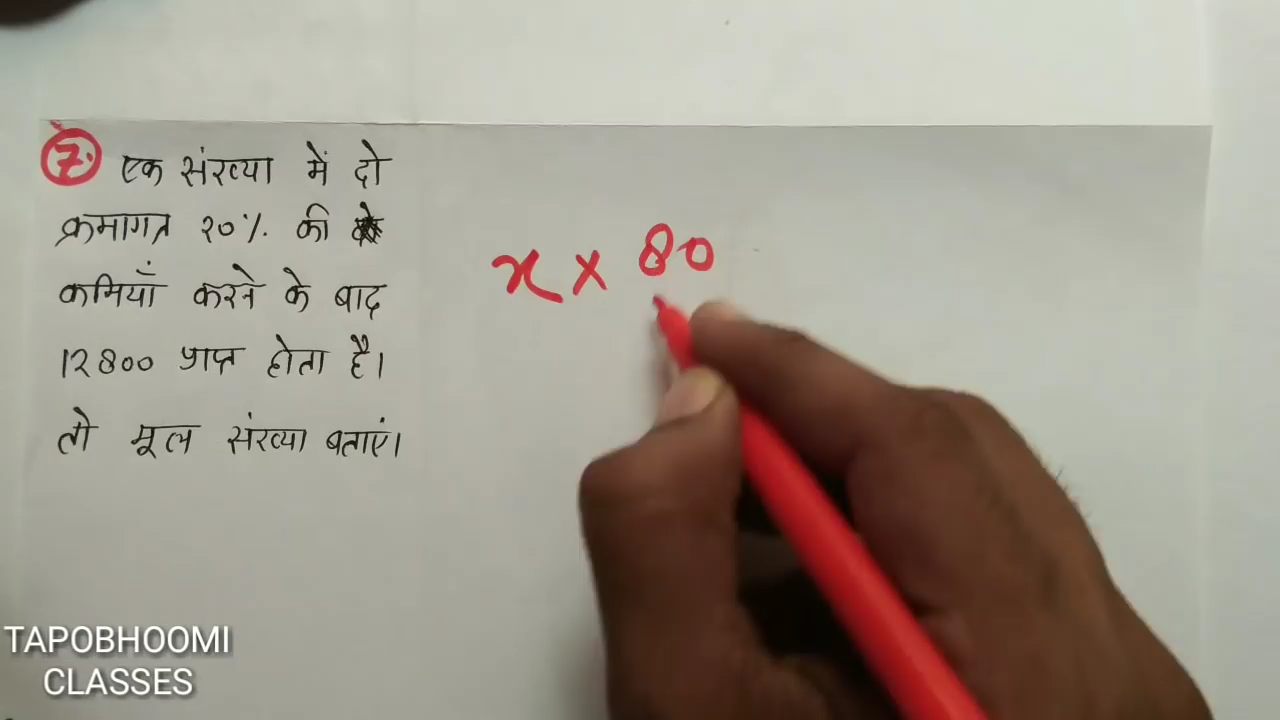 7. एक संख्या में दो
क्रमागत 20% की
कमियाँ करने के बाद
12800 प्राप्त होता है।
तो मूल संख्या बताएं।
x × 80
TAPOBHOOMI
CLASSES